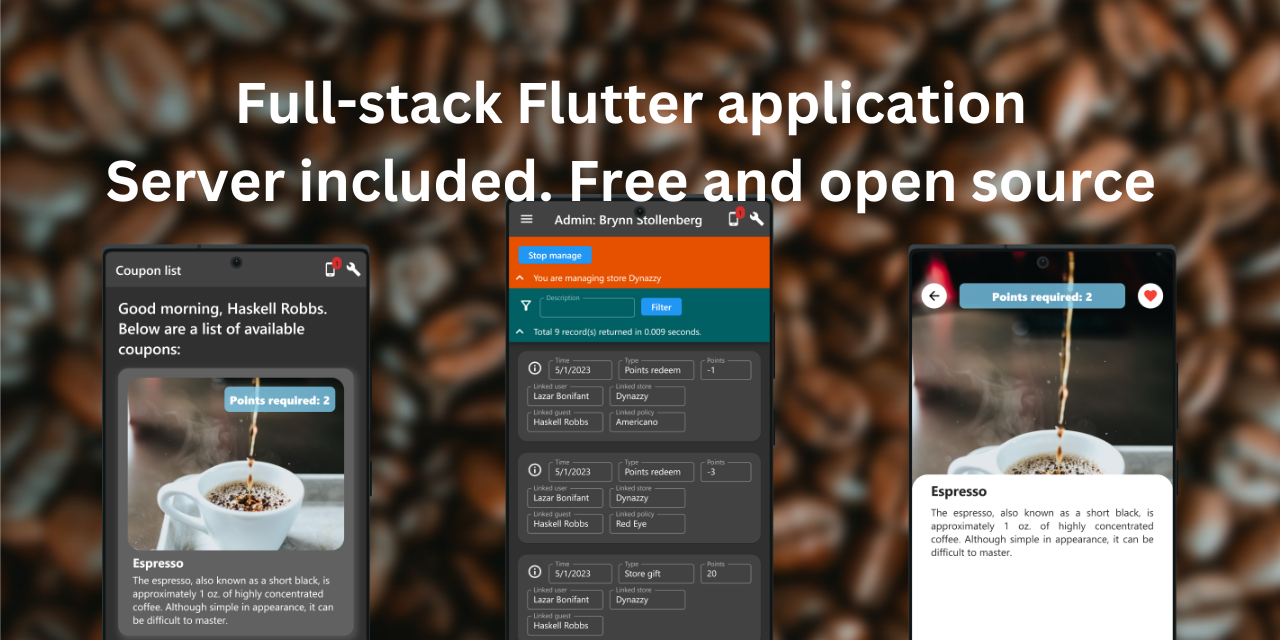 Full-stack Flutter application
Server included. Free and open source
Coupon list
1
Good morning, Haskell Robbs.
Below are a list of available
coupons:
Points required: 2
Espresso
The espresso, also known as a short black, is
approximately 1 oz. of highly concentrated
coffee. Although simple in appearance, it can
be difficult to master.
Admin: Brynn Stollenberg
1
Stop manage
You are managing store Dynazzy
Description
Filter
Total 9 record(s) returned in 0.009 seconds.
Time Type Points
5/1/2023 Points redeem -1
Linked user Linked store
Lazar Bonifant Dynazzy
Linked guest Linked policy
Haskell Robbs Americano
Time Type Points
5/1/2023 Points redeem -3
Linked user Linked store
Lazar Bonifant Dynazzy
Linked guest Linked policy
Haskell Robbs Red Eye
Time Type Points
5/1/2023 Store gift 20
Linked user Linked store
Lazar Bonifant Dynazzy
Linked guest
Haskell Robbs
Points required: 2
Espresso
The espresso, also known as a short black, is
approximately 1 oz. of highly concentrated
coffee. Although simple in appearance, it can be
difficult to master.